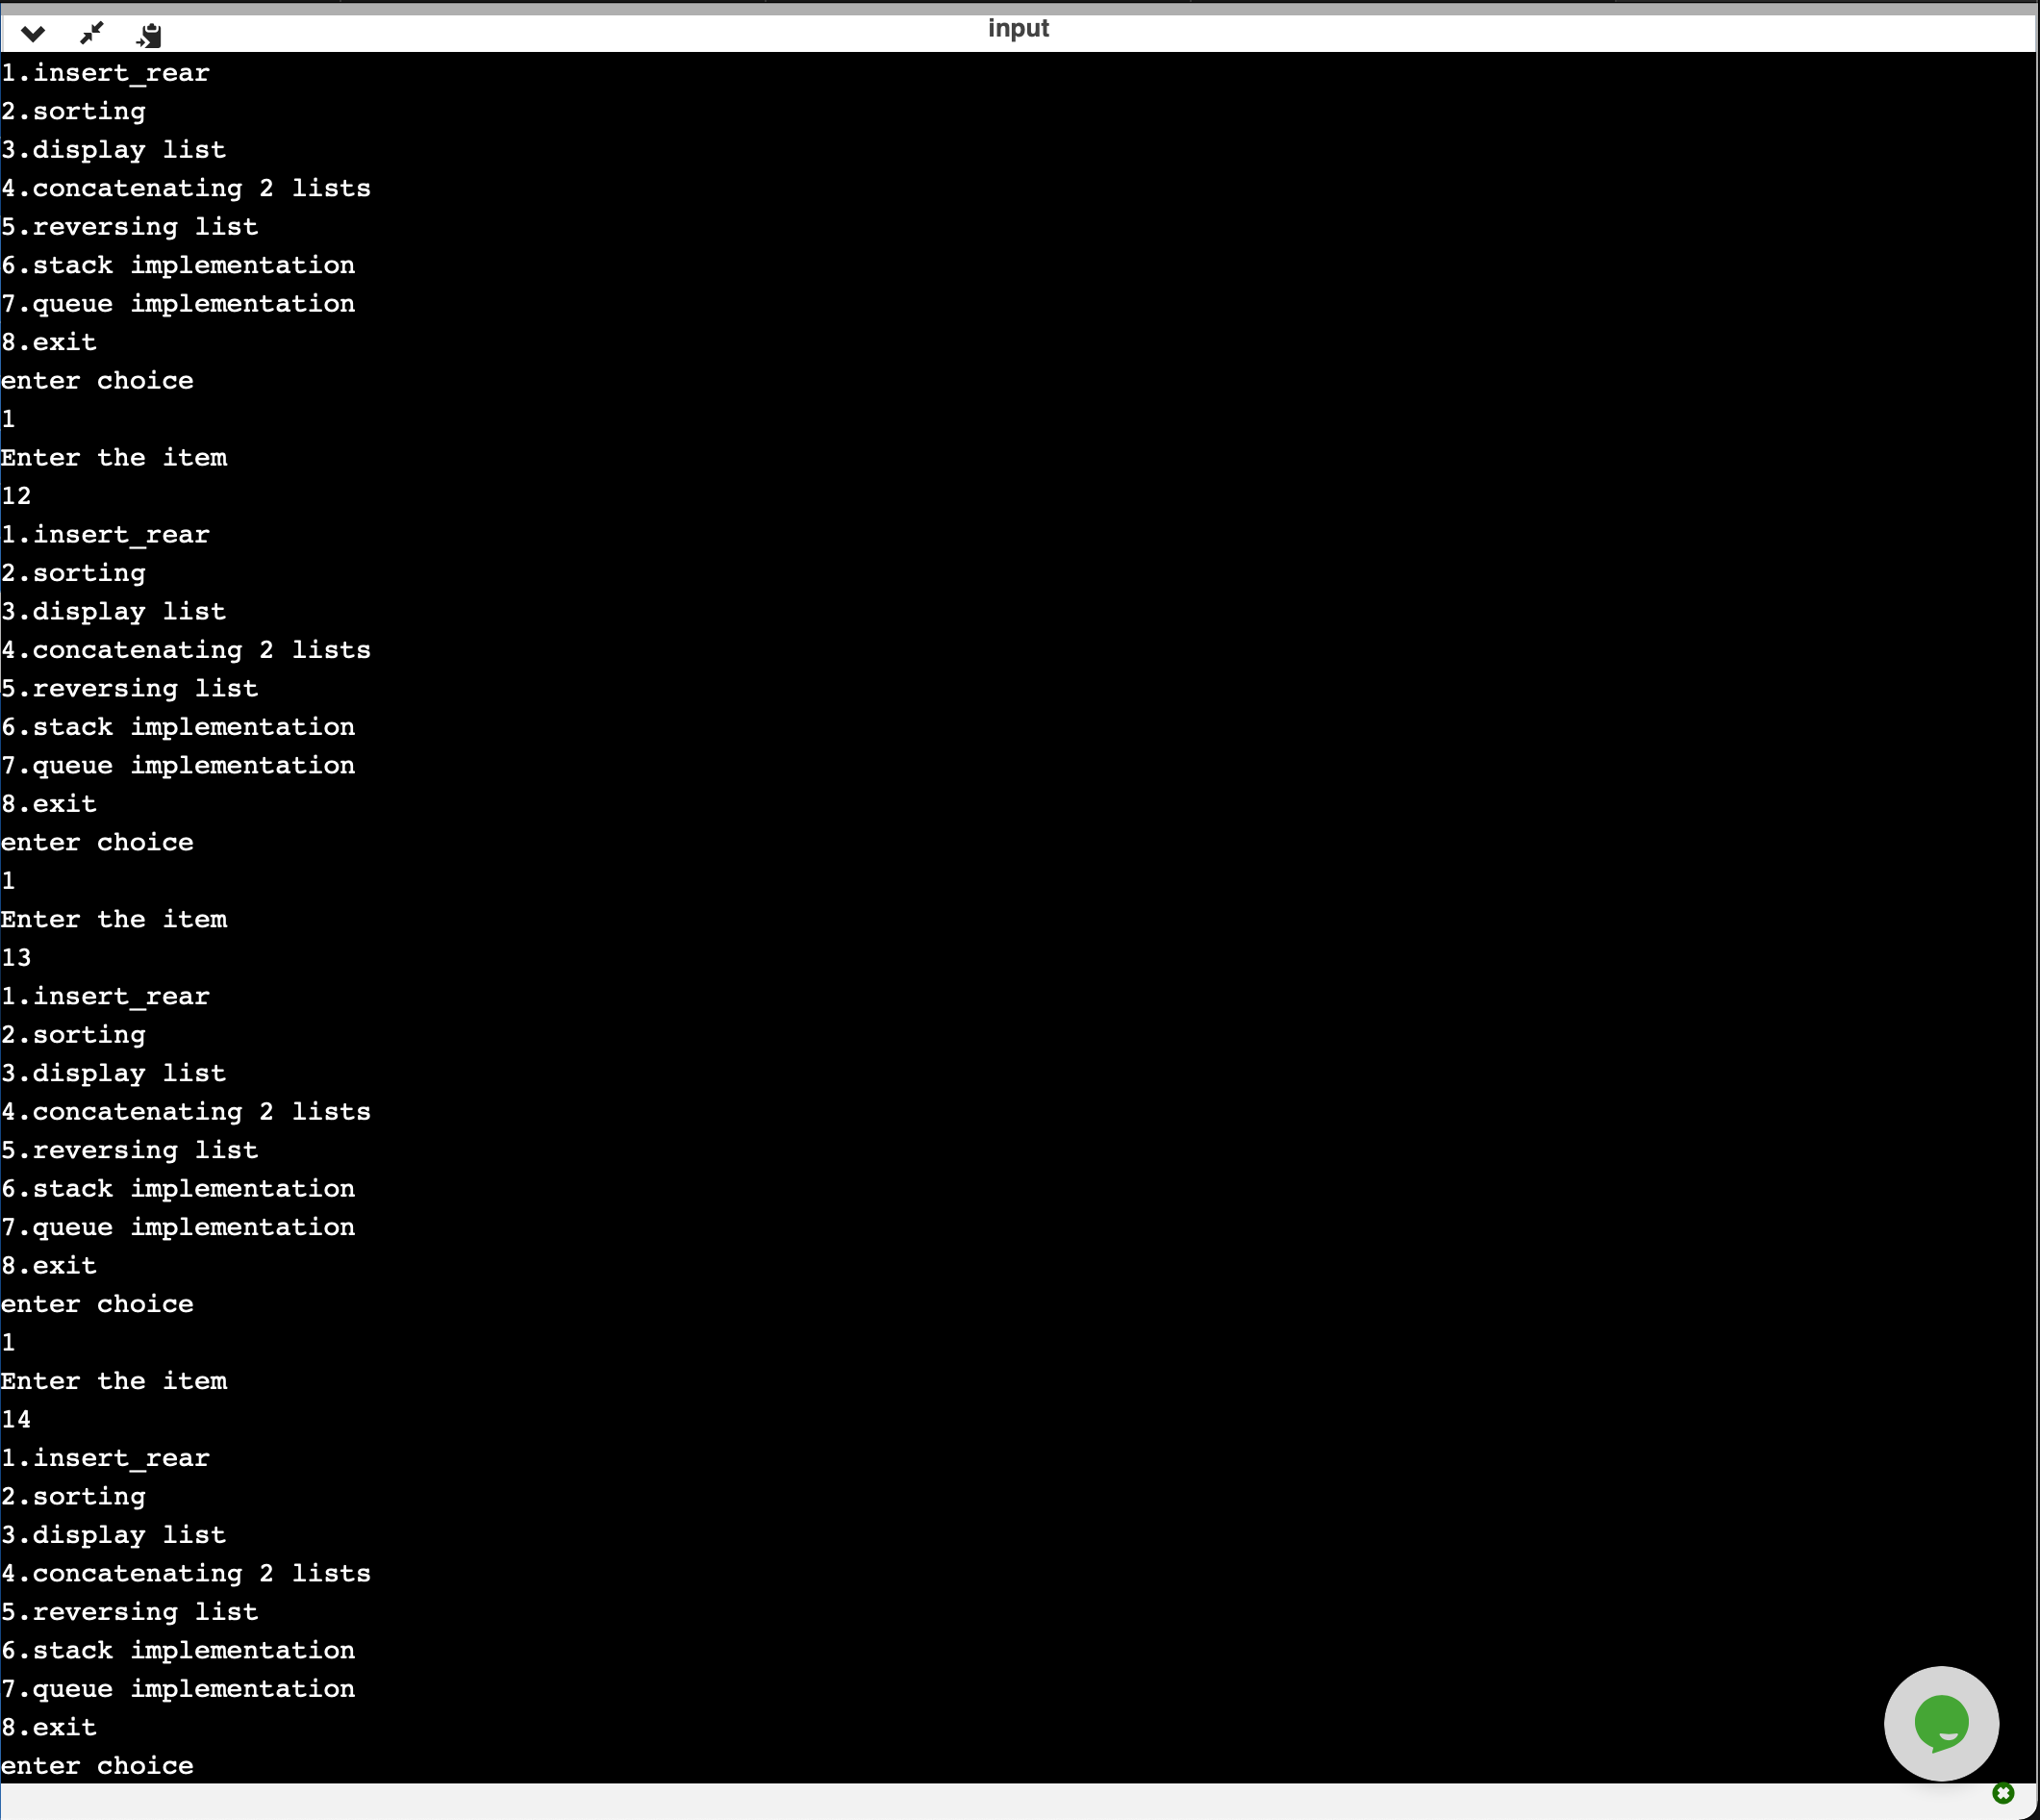 input
1.insert_rear
2.sorting
3.display list
4.concatenating 2 lists
5.reversing list
6.stack implementation
7.queue implementation
8.exit
enter choice
1
Enter the item
12
1.insert_rear
2.sorting
3.display list
4.concatenating 2 lists
5.reversing list
6.stack implementation
7.queue implementation
8.exit
enter choice
1
Enter the item
13
1.insert_rear
2.sorting
3.display list
4.concatenating 2 lists
5.reversing list
6.stack implementation
7.queue implementation
8.exit
enter choice
1
Enter the item
14
1.insert_rear
2.sorting
3.display list
4.concatenating 2 lists
5.reversing list
6.stack implementation
7.queue implementation
8.exit
enter choice